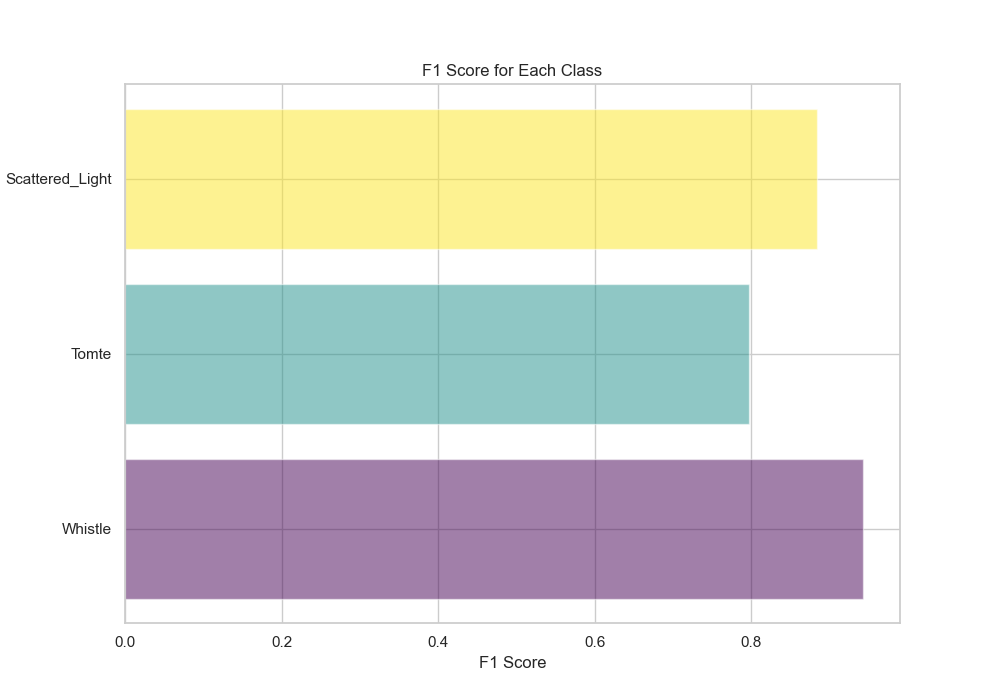 F1 Score for Each Class
Scattered_Light
Tomte
Whistle
0.0 0.2 0.4 0.6 0.8
F1 Score